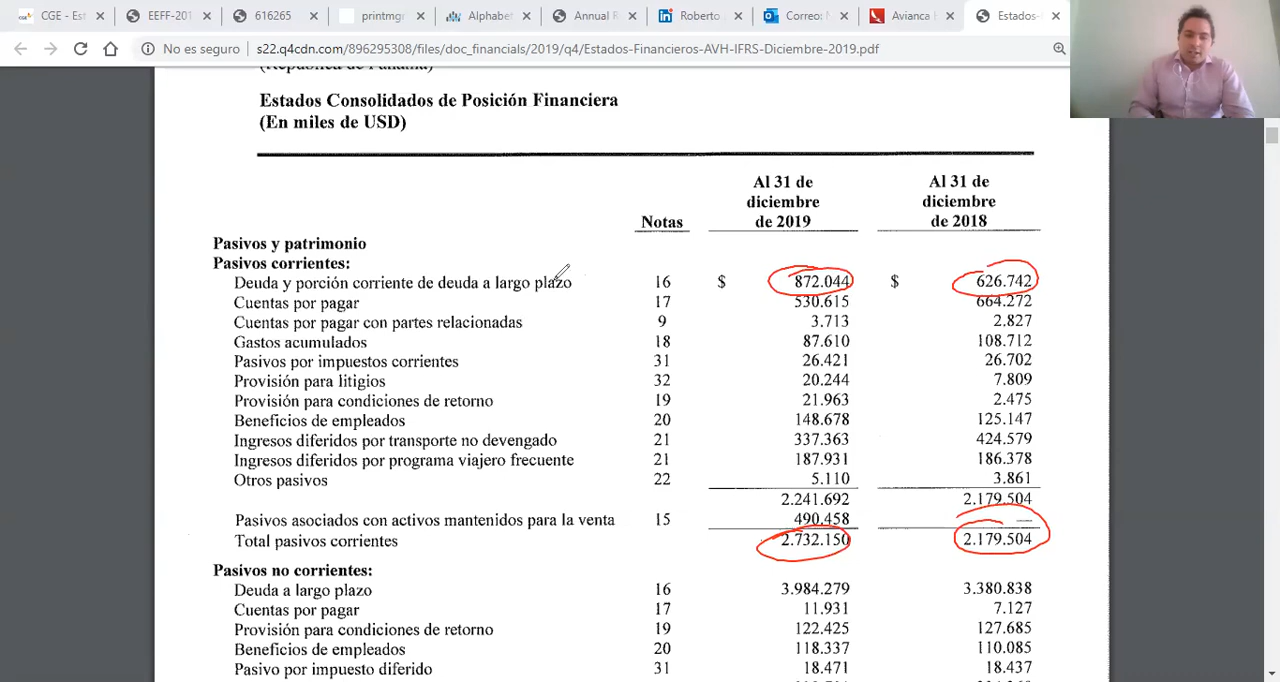 CGE - Est
EEFF-201
616265
printmg
Alphabet
Annual R
Roberto
Correo: N
Avianca H
Estados-
No es seguro | s22.q4cdn.com/896295308/files/doc_financials/2019/q4/Estados-Financieros-AVH-IFRS-Diciembre-2019.pdf
(República de Panamá)
Estados Consolidados de Posición Financiera
(En miles de USD)
Al 31 de Al 31 de
diciembre diciembre
Notas de 2019 de 2018
Pasivos y patrimonio
Pasivos corrientes:
Deuda y porción corriente de deuda a largo plazo 16 $ 872.044 $ 626.742
Cuentas por pagar 17 530.615 664.272
Cuentas por pagar con partes relacionadas 9 3.713 2.827
Gastos acumulados 18 87.610 108.712
Pasivos por impuestos corrientes 31 26.421 26.702
Provisión para litigios 32 20.244 7.809
Provisión para condiciones de retorno 19 21.963 2.475
Beneficios de empleados 20 148.678 125.147
Ingresos diferidos por transporte no devengado 21 337.363 424.579
Ingresos diferidos por programa viajero frecuente 21 187.931 186.378
Otros pasivos 22 5.110 3.861
2.241.692 2.179.504
Pasivos asociados con activos mantenidos para la venta 15 490.458 —
Total pasivos corrientes 2.732.150 2.179.504
Pasivos no corrientes:
Deuda a largo plazo 16 3.984.279 3.380.838
Cuentas por pagar 17 11.931 7.127
Provisión para condiciones de retorno 19 122.425 127.685
Beneficios de empleados 20 118.337 110.085
Pasivo por impuesto diferido 31 18.471 18.437